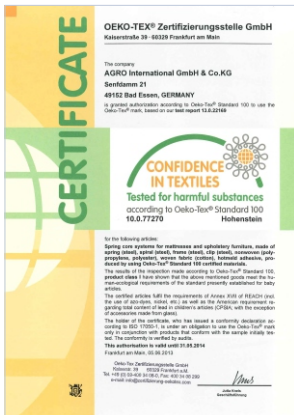 CERTIFICATE
OEKO-TEX® Zertifizierungsstelle GmbH
Kaiserstraße 39 · 60329 Frankfurt am Main
The company
AGRO International GmbH & Co.KG
Senfdamm 21
49152 Bad Essen, GERMANY
is granted authorization according to Oeko-Tex® Standard 100 to use the
Oeko-Tex® mark, based on our test report 13.0.22169
CONFIDENCE
IN TEXTILES
Tested for harmful substances
according to Oeko-Tex® Standard 100
10.0.77270
Hohenstein
for the following articles:
Spring core systems for mattresses and upholstery furniture, made of
spring (steel), spiral (steel), frame (steel), clip (steel), nonwoven (poly-
propylene, polyester), woven fabric (cotton), hotmelt adhesive, pro-
duced by using Oeko-Tex® Standard 100 certified materials.
The results of the inspection made according to Oeko-Tex® Standard 100,
product class I have shown that the above mentioned goods meet the hu-
man-ecological requirements of the standard presently established for baby
articles.
The certified articles fulfil the requirements of Annex XVII of REACH (incl.
the use of azo-dyes, nickel, etc.) as well as the American requirement re-
garding total content of lead in children's articles (CPSIA, with the exception
of accessories made from glass).
The holder of the certificate, who has issued a conformity declaration ac-
cording to ISO 17050-1, is under an obligation to use the Oeko-Tex® mark
only in conjunction with products that conform with the sample initially tes-
ted. The conformity is verified by audits.
This authorisation is valid until 31.05.2014
Frankfurt am Main,
Oeko-Tex Zertifizierungsstelle GmbH
Kaiserstr. 39 60329 Frankfurt a.M.
Geschäftsführung